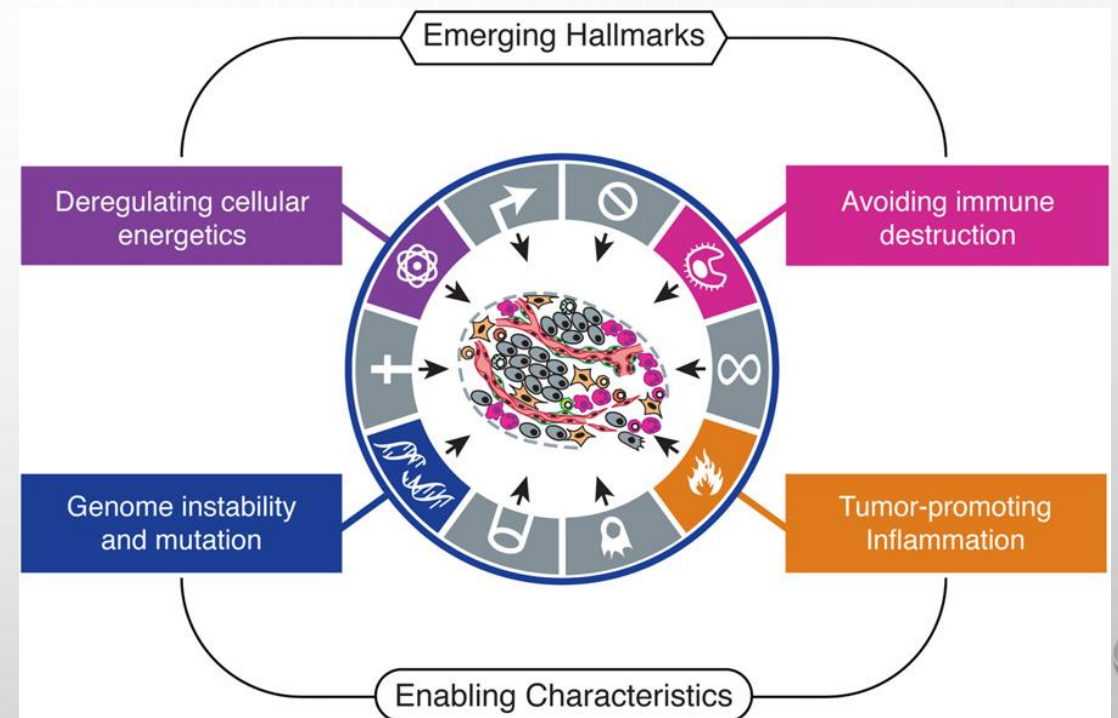 Emerging Hallmarks
Deregulating cellular
energetics
Avoiding immune
destruction
Genome instability
and mutation
Tumor-promoting
Inflammation
Enabling Characteristics